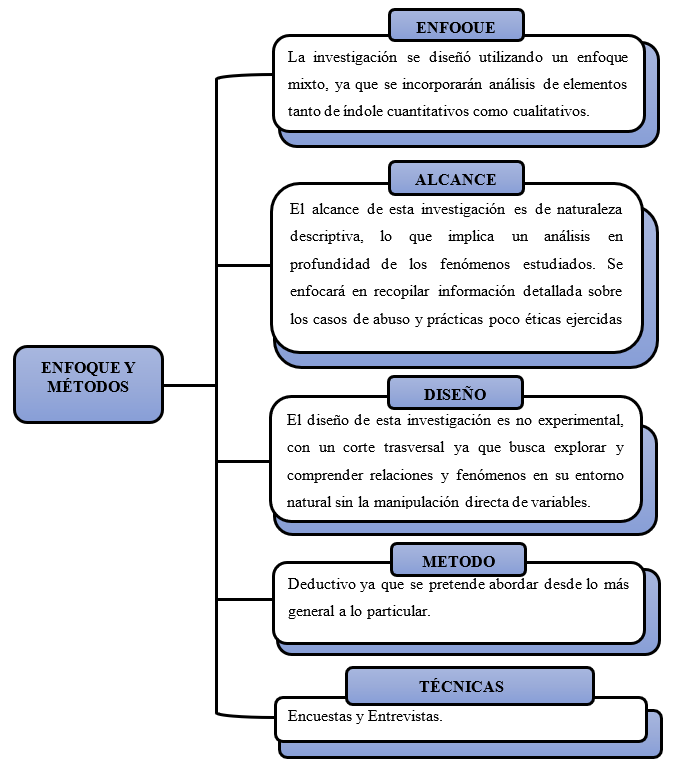 ENFOQUE
La investigación se diseñó utilizando un enfoque
mixto, ya que se incorporarán análisis de elementos
tanto de índole cuantitativos como cualitativos.
ALCANCE
El alcance de esta investigación es de naturaleza
descriptiva, lo que implica un análisis en
profundidad de los fenómenos estudiados. Se
enfocará en recopilar información detallada sobre
los casos de abuso y prácticas poco éticas ejercidas
ENFOQUE Y
MÉTODOS
DISEÑO
El diseño de esta investigación es no experimental,
con un corte trasversal ya que busca explorar y
comprender relaciones y fenómenos en su entorno
natural sin la manipulación directa de variables.
METODO
Deductivo ya que se pretende abordar desde lo más
general a lo particular.
TÉCNICAS
Encuestas y Entrevistas.